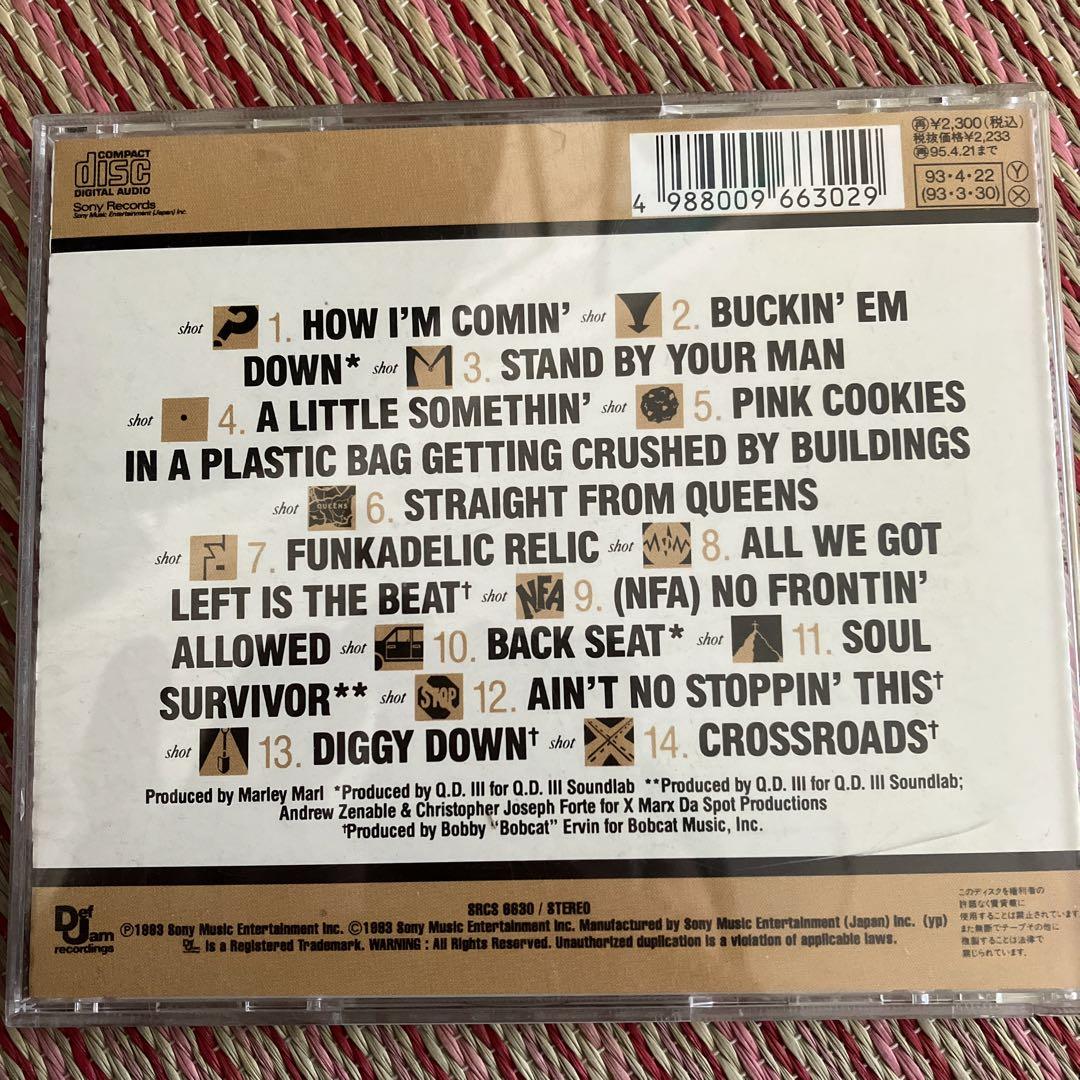 COMPACT
disc
DIGITAL AUDIO
Sony Records
Sony Music Entertainment (Japan) Inc.
4 988009 663029
再¥2,300(税込)
税抜価格¥2,233
再95.4.21まで
93・4・22 Y
(93・3・30) X
shot 1. HOW I'M COMIN' shot 2. BUCKIN' EM
DOWN* shot 3. STAND BY YOUR MAN
shot 4. A LITTLE SOMETHIN' shot 5. PINK COOKIES
IN A PLASTIC BAG GETTING CRUSHED BY BUILDINGS
shot QUEENS 6. STRAIGHT FROM QUEENS
shot 7. FUNKADELIC RELIC shot 8. ALL WE GOT
LEFT IS THE BEAT† shot NFA 9. (NFA) NO FRONTIN'
ALLOWED shot 10. BACK SEAT* shot 11. SOUL
SURVIVOR** shot STOP 12. AIN'T NO STOPPIN' THIS†
shot 13. DIGGY DOWN† shot 14. CROSSROADS†
Produced by Marley Marl *Produced by Q.D. III for Q.D. III Soundlab **Produced by Q.D. III for Q.D. III Soundlab;
Andrew Zenable & Christopher Joseph Forte for X Marx Da Spot Productions
†Produced by Bobby "Bobcat" Ervin for Bobcat Music, Inc.
Def Jam
recordings
SRCS 6630 / STEREO
Ⓟ1993 Sony Music Entertainment Inc. ©1993 Sony Music Entertainment Inc. Manufactured by Sony Music Entertainment (Japan) Inc. (yp)
Def Jam is a Registered Trademark. WARNING : All Rights Reserved. Unauthorized duplication is a violation of applicable laws.
このディスクを権利者の
許諾なく賃貸業に
使用することは禁止されています
また無断でテープその他に
複製することは法律で
禁じられています。